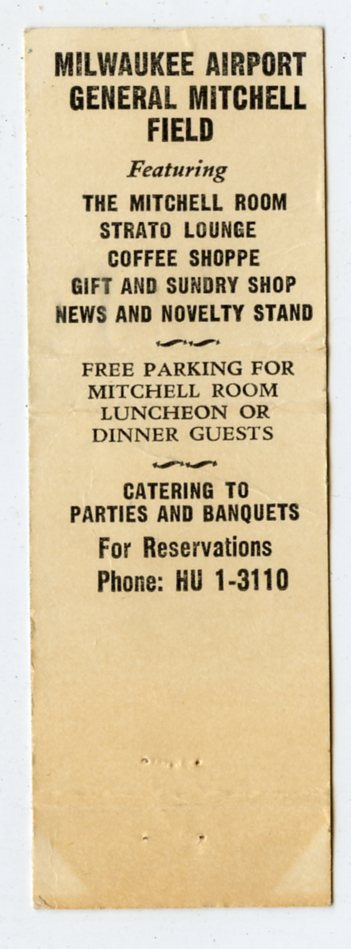 MILWAUKEE AIRPORT
GENERAL MITCHELL
FIELD
Featuring
THE MITCHELL ROOM
STRATO LOUNGE
COFFEE SHOPPE
GIFT AND SUNDRY SHOP
NEWS AND NOVELTY STAND
FREE PARKING FOR
MITCHELL ROOM
LUNCHEON OR
DINNER GUESTS
CATERING TO
PARTIES AND BANQUETS
For Reservations
Phone: HU 1-3110